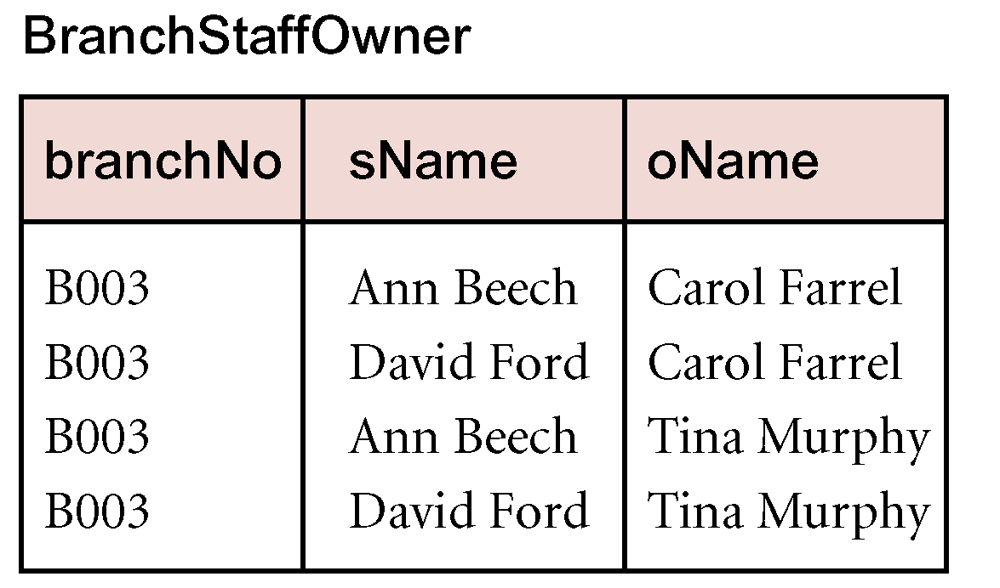 BranchStaffOwner
branchNo sName oName
B003 Ann Beech Carol Farrel
B003 David Ford Carol Farrel
B003 Ann Beech Tina Murphy
B003 David Ford Tina Murphy